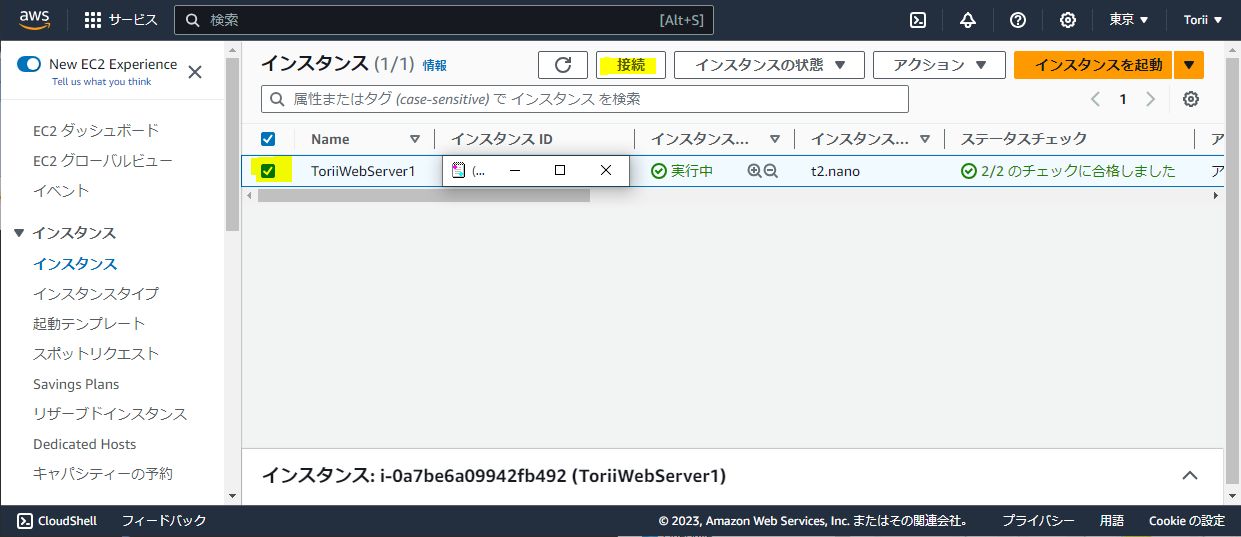 aws サービス 検索 [Alt+S] 東京 Torii
New EC2 Experience
Tell us what you think
EC2 ダッシュボード
EC2 グローバルビュー
イベント
インスタンス
インスタンス
インスタンスタイプ
起動テンプレート
スポットリクエスト
Savings Plans
リザーブドインスタンス
Dedicated Hosts
キャパシティーの予約
インスタンス (1/1) 情報 接続 インスタンスの状態 アクション インスタンスを起動
属性またはタグ (case-sensitive) で インスタンス を検索 1
Name インスタンス ID インスタンス... インスタンス... ステータスチェック ア
ToriiWebServer1 (... 実行中 t2.nano 2/2 のチェックに合格しました ア
インスタンス: i-0a7be6a09942fb492 (ToriiWebServer1)
CloudShell フィードバック © 2023, Amazon Web Services, Inc. またはその関連会社。 プライバシー 用語 Cookie の設定